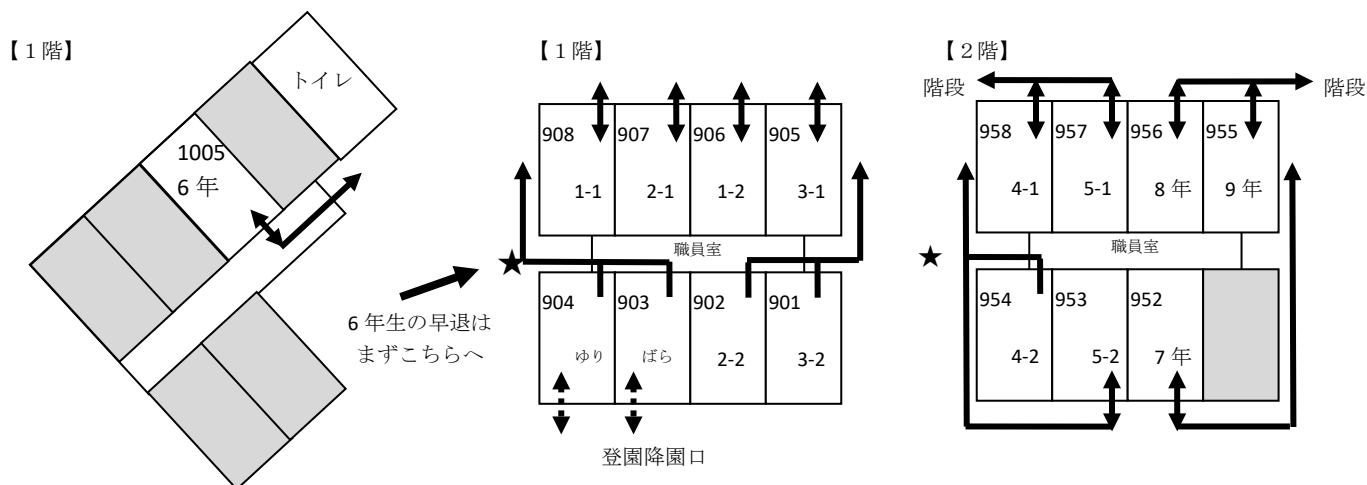 【１階】
トイレ
1005
6 年
6 年生の早退は
まずこちらへ
【１階】
908
907
906
905
1-1
2-1
1-2
3-1
職員室
★
904
903
902
901
ゆり
ばら
2-2
3-2
登園降園口
【２階】
階段
階段
958
957
956
955
4-1
5-1
8 年
9 年
職員室
★
954
953
952
4-2
5-2
7 年